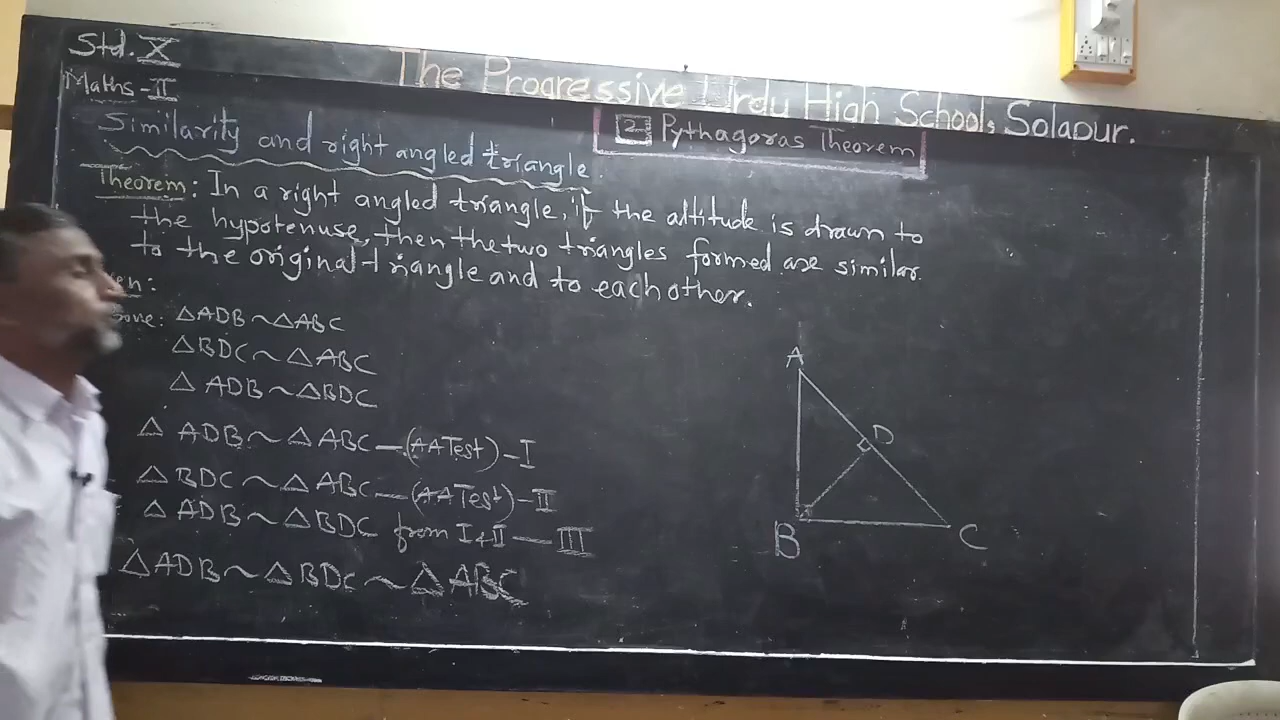 Std. X
Maths-II
The Progressive Urdu High School, Solapur.
2 Pythagoras Theorem
Similarity and right angled triangle.
Theorem: In a right angled triangle, if the altitude is drawn to
the hypotenuse, then the two triangles formed are similar
to the original triangle and to each other.
△ADB ~ △ABC
△BDC ~ △ABC
△ ADB ~ △BDC
△ ADB ~ △ABC — (AA Test) - I
△BDC ~ △ABC — (AA Test) - II
△ ADB ~ △BDC from I & II — III
△ADB ~ △BDC ~ △ABC
A
D
B
C